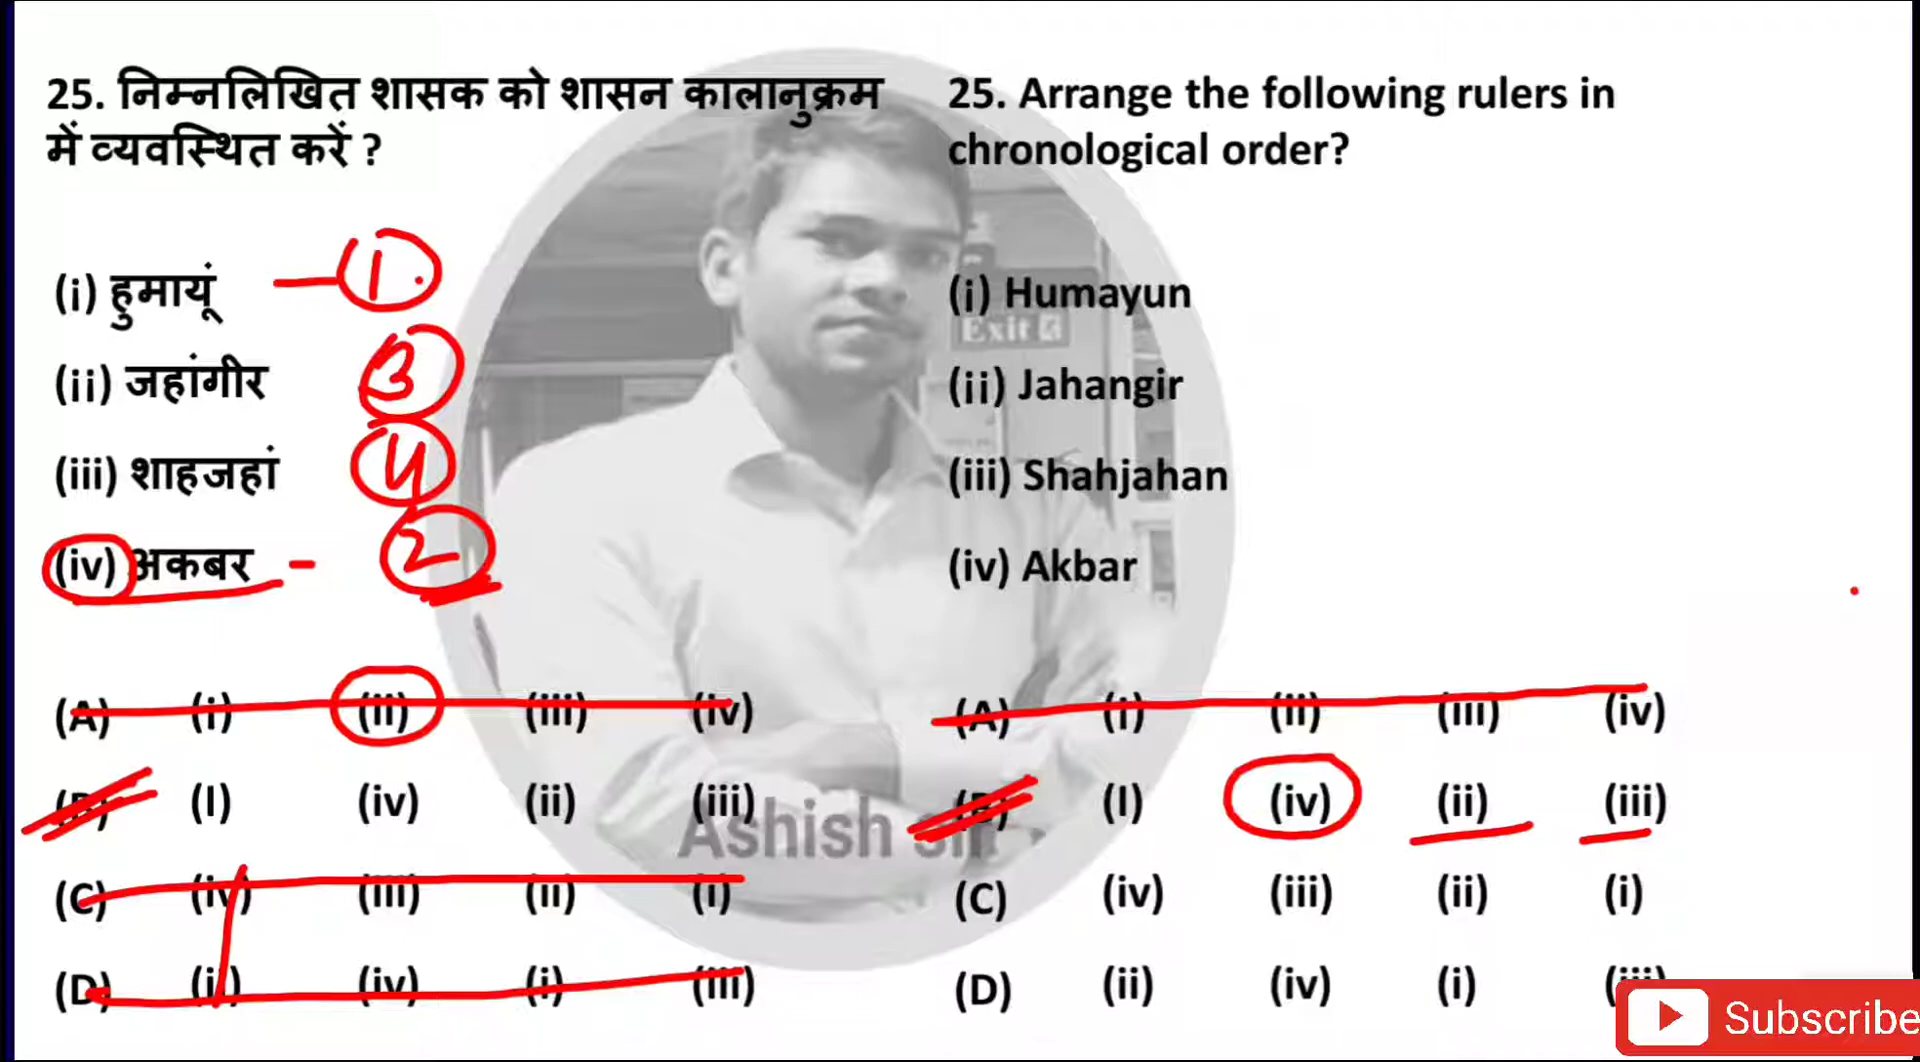 25. निम्नलिखित शासक को शासन कालानुक्रम
में व्यवस्थित करें ?
(i) हुमायूं — 1.
(ii) जहांगीर 3
(iii) शाहजहां 4
(iv) अकबर - 2
(A) (i) (ii) (iii) (iv)
(B) (I) (iv) (ii) (iii)
(C) (iv) (iii) (ii) (i)
(D) (ii) (iv) (i) (iii)
25. Arrange the following rulers in
chronological order?
(i) Humayun
(ii) Jahangir
(iii) Shahjahan
(iv) Akbar
(A) (i) (ii) (iii) (iv)
(B) (I) (iv) (ii) (iii)
(C) (iv) (iii) (ii) (i)
(D) (ii) (iv) (i) (iii)
Exit
Ashish sir
Subscribe